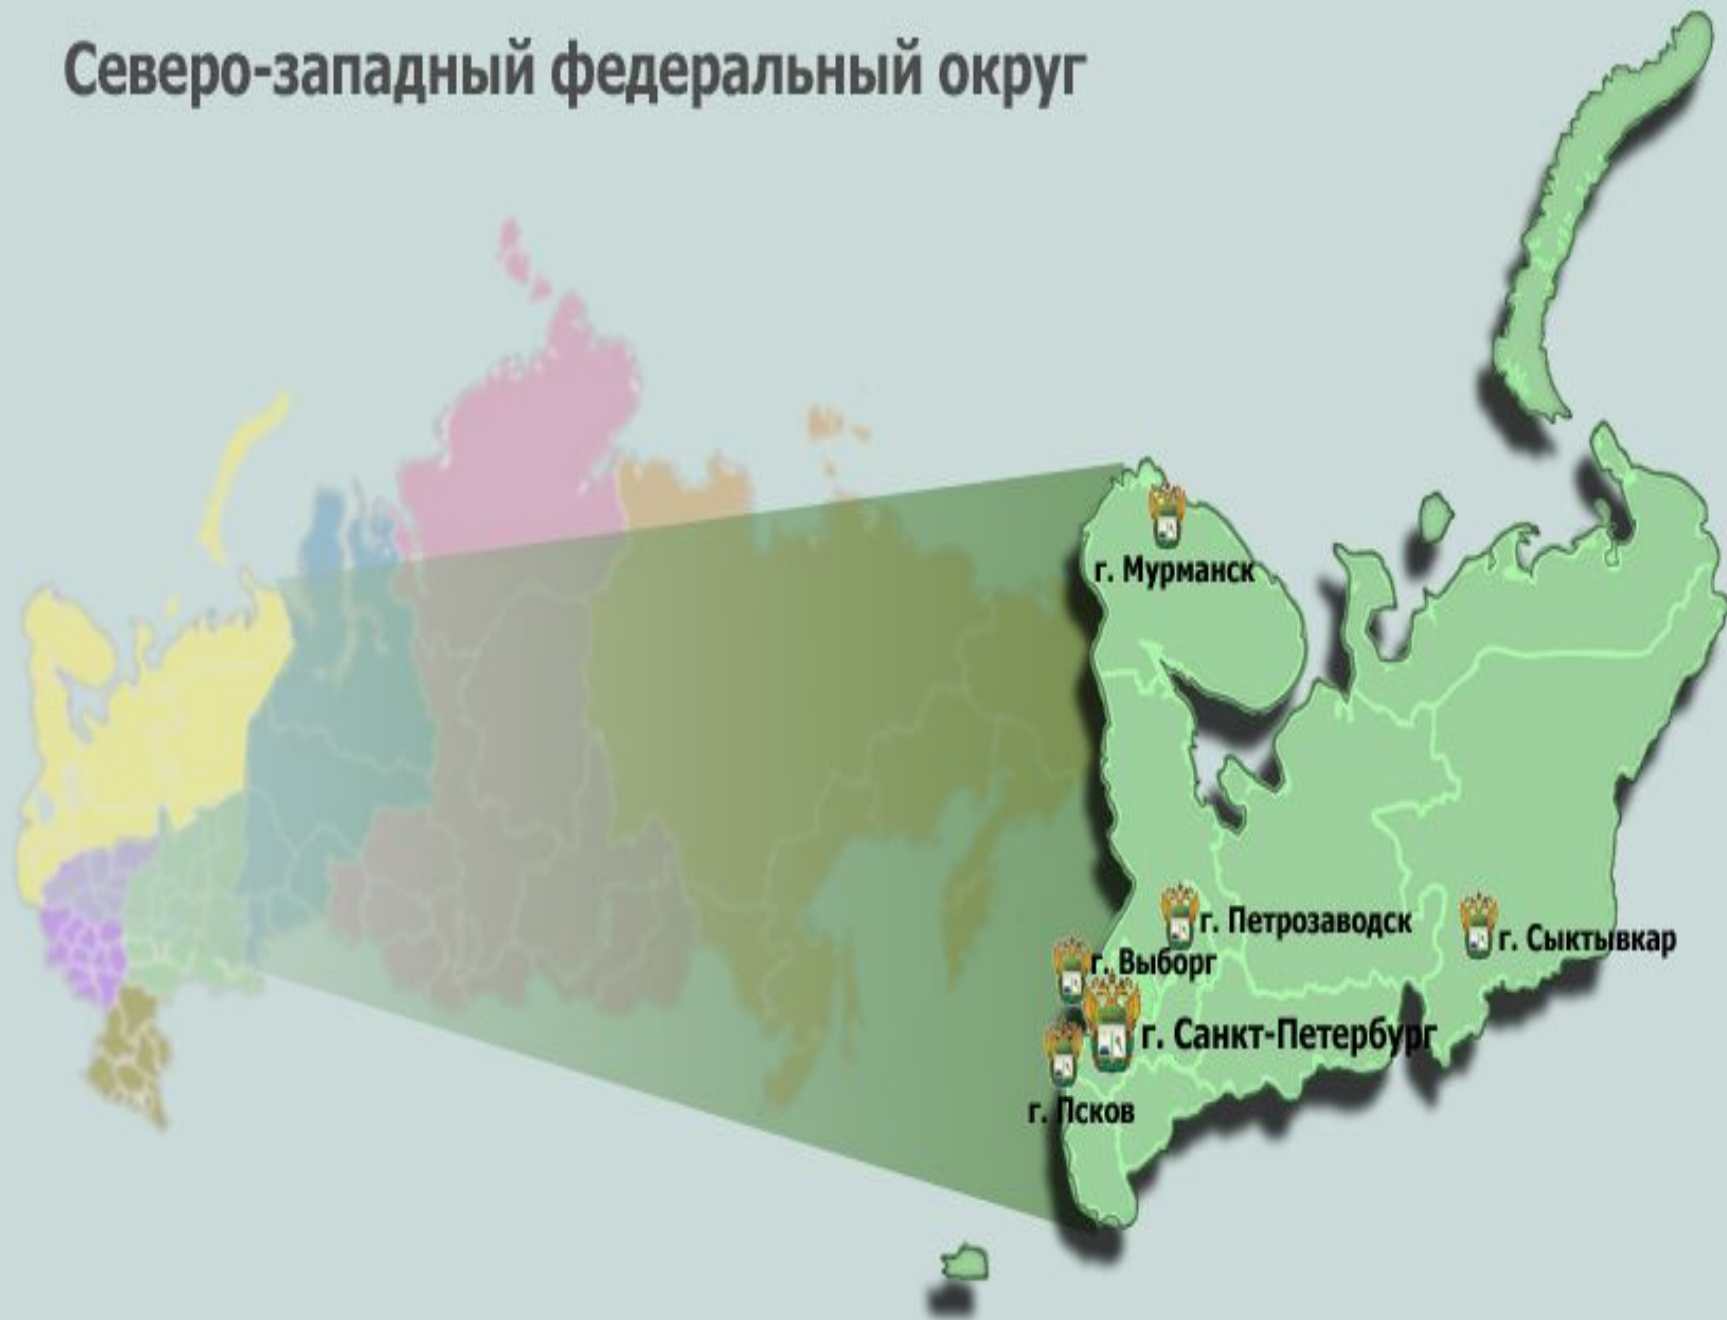 Северо-западный федеральный округ
г. Мурманск
г. Петрозаводск
г. Сыктывкар
г. Выборг
г. Санкт-Петербург
г. Псков